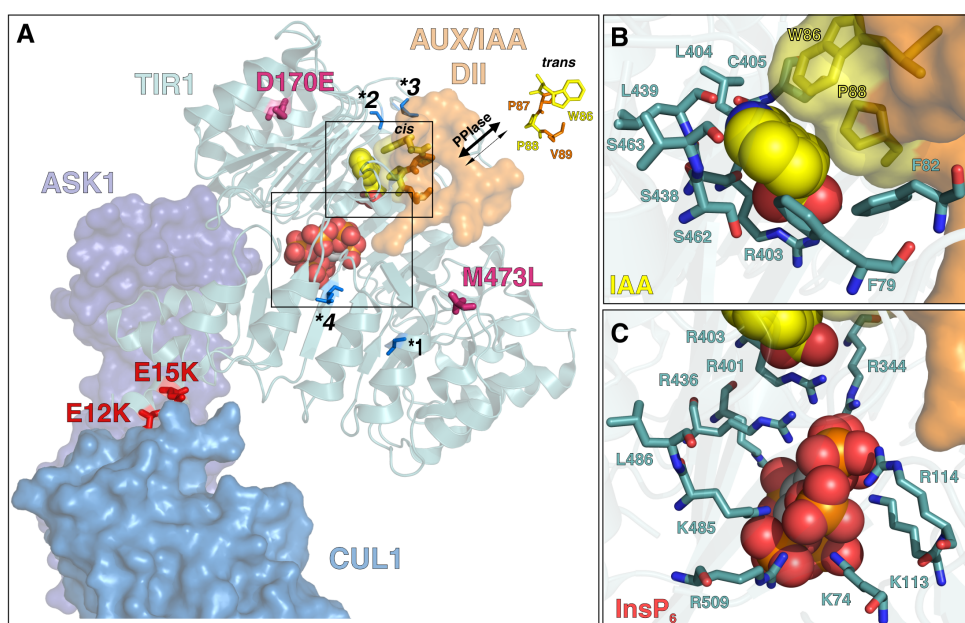 A
TIR1
D170E
AUX/IAA
DII
*2
*3
cis
trans
P87
W86
PPIase
P88
V89
ASK1
M473L
*4
*1
E15K
E12K
CUL1
B
L404
C405
W86
L439
P88
S463
F82
S438
S462
R403
F79
IAA
C
R403
R401
R344
R436
L486
R114
K485
K113
R509
K74
InsP₆